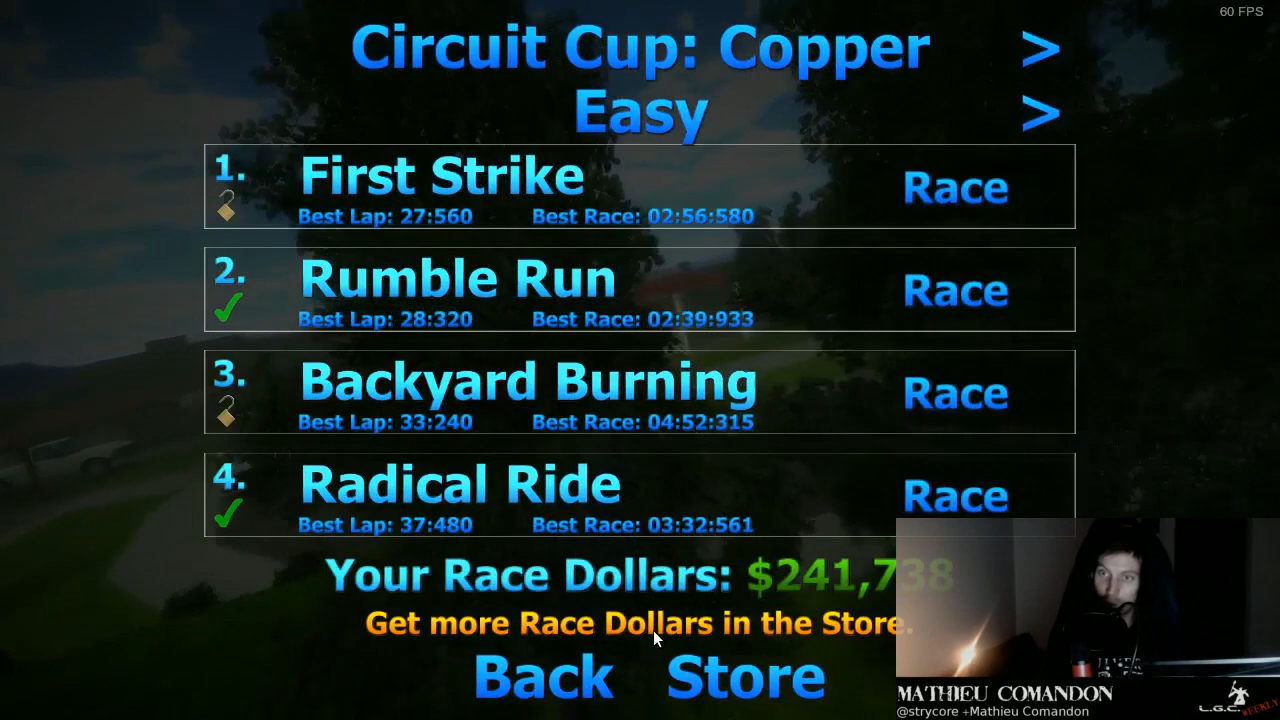 60 FPS
Circuit Cup: Copper >
Easy >
1. First Strike Race
Best Lap: 27:560 Best Race: 02:56:580
2. Rumble Run Race
Best Lap: 28:320 Best Race: 02:39:933
3. Backyard Burning Race
Best Lap: 33:240 Best Race: 04:52:315
4. Radical Ride Race
Best Lap: 37:480 Best Race: 03:32:561
Your Race Dollars: $241,738
Get more Race Dollars in the Store.
Back Store
MATHIEU COMANDON
@strycore +Mathieu Comandon
L.G.C. WEEKLY